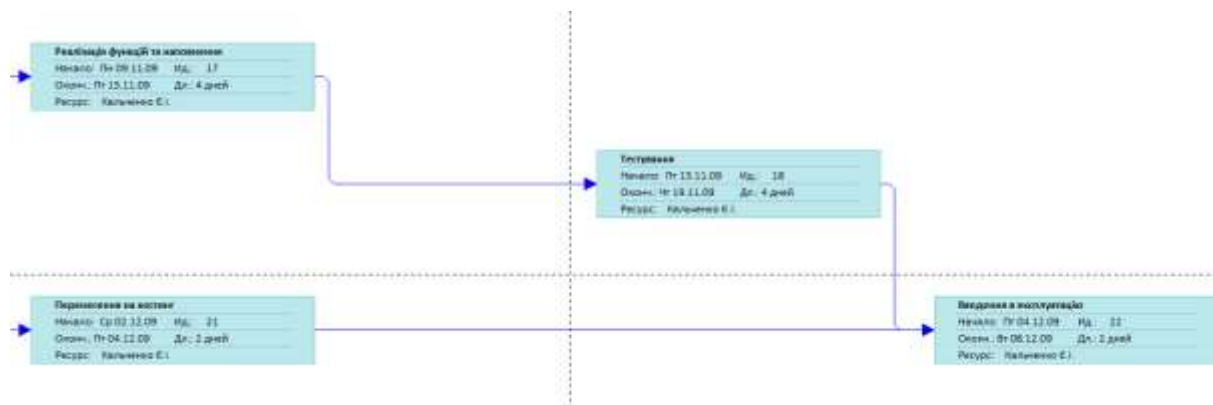 Реалізація функцій та наповнення
Начало: Пн 09.11.09 Ид.: 17
Оконч.: Пт 13.11.09 Дл.: 4 дней
Ресурс: Кальченко Є.І.
Тестування
Начало: Пт 13.11.09 Ид.: 18
Оконч.: Чт 19.11.09 Дл.: 4 дней
Ресурс: Кальченко Є.І.
Перенесення на хостинг
Начало: Ср 02.12.09 Ид.: 21
Оконч.: Пт 04.12.09 Дл.: 2 дней
Ресурс: Кальченко Є.І.
Введення в експлуатацію
Начало: Пт 04.12.09 Ид.: 22
Оконч.: Вт 08.12.09 Дл.: 2 дней
Ресурс: Кальченко Є.І.